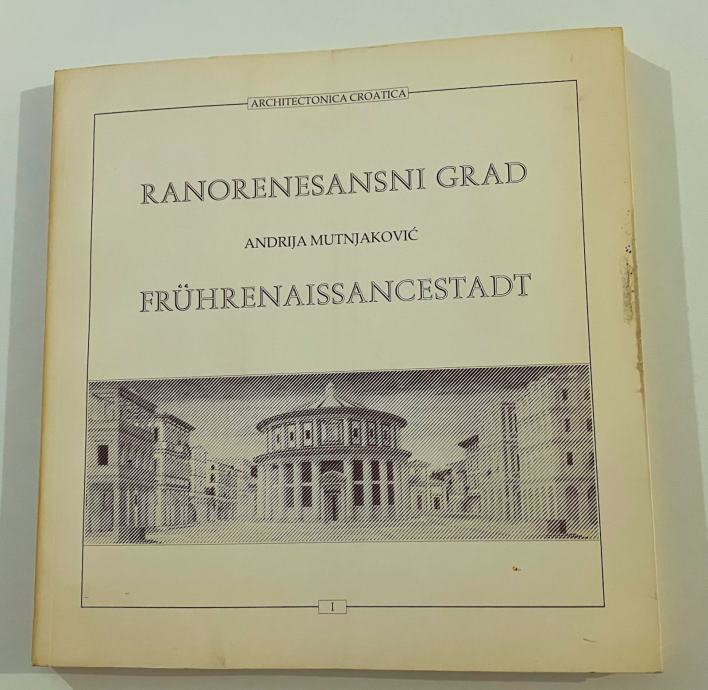 ARCHITECTONICA CROATICA
RANORENESANSNI GRAD
ANDRIJA MUTNJAKOVIĆ
FRÜHRENAISSANCESTADT
I